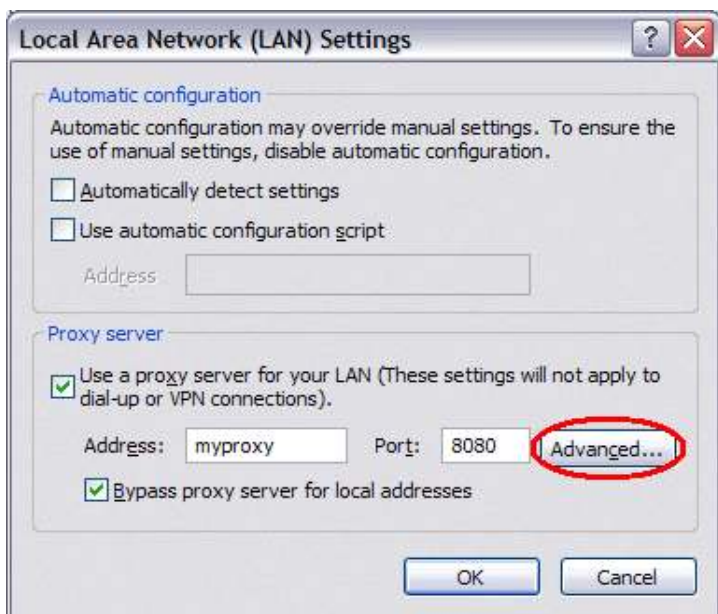 Local Area Network (LAN) Settings
?
Automatic configuration
Automatic configuration may override manual settings. To ensure the
use of manual settings, disable automatic configuration.
Automatically detect settings
Use automatic configuration script
Address
Proxy server
Use a proxy server for your LAN (These settings will not apply to
dial-up or VPN connections).
Address: myproxy Port: 8080 Advanced...
Bypass proxy server for local addresses
OK Cancel